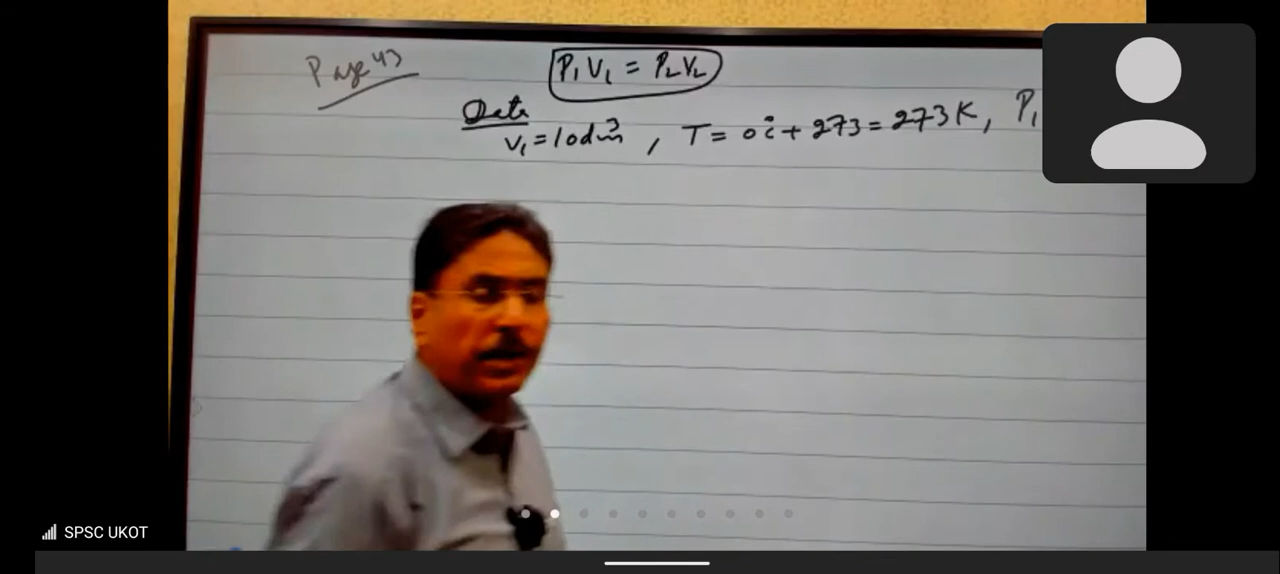 Page 43
P₁V₁ = P₂V₂
Data
V₁ = 10dm³, T = 0°C + 273 = 273K, P₁
SPSC UKOT